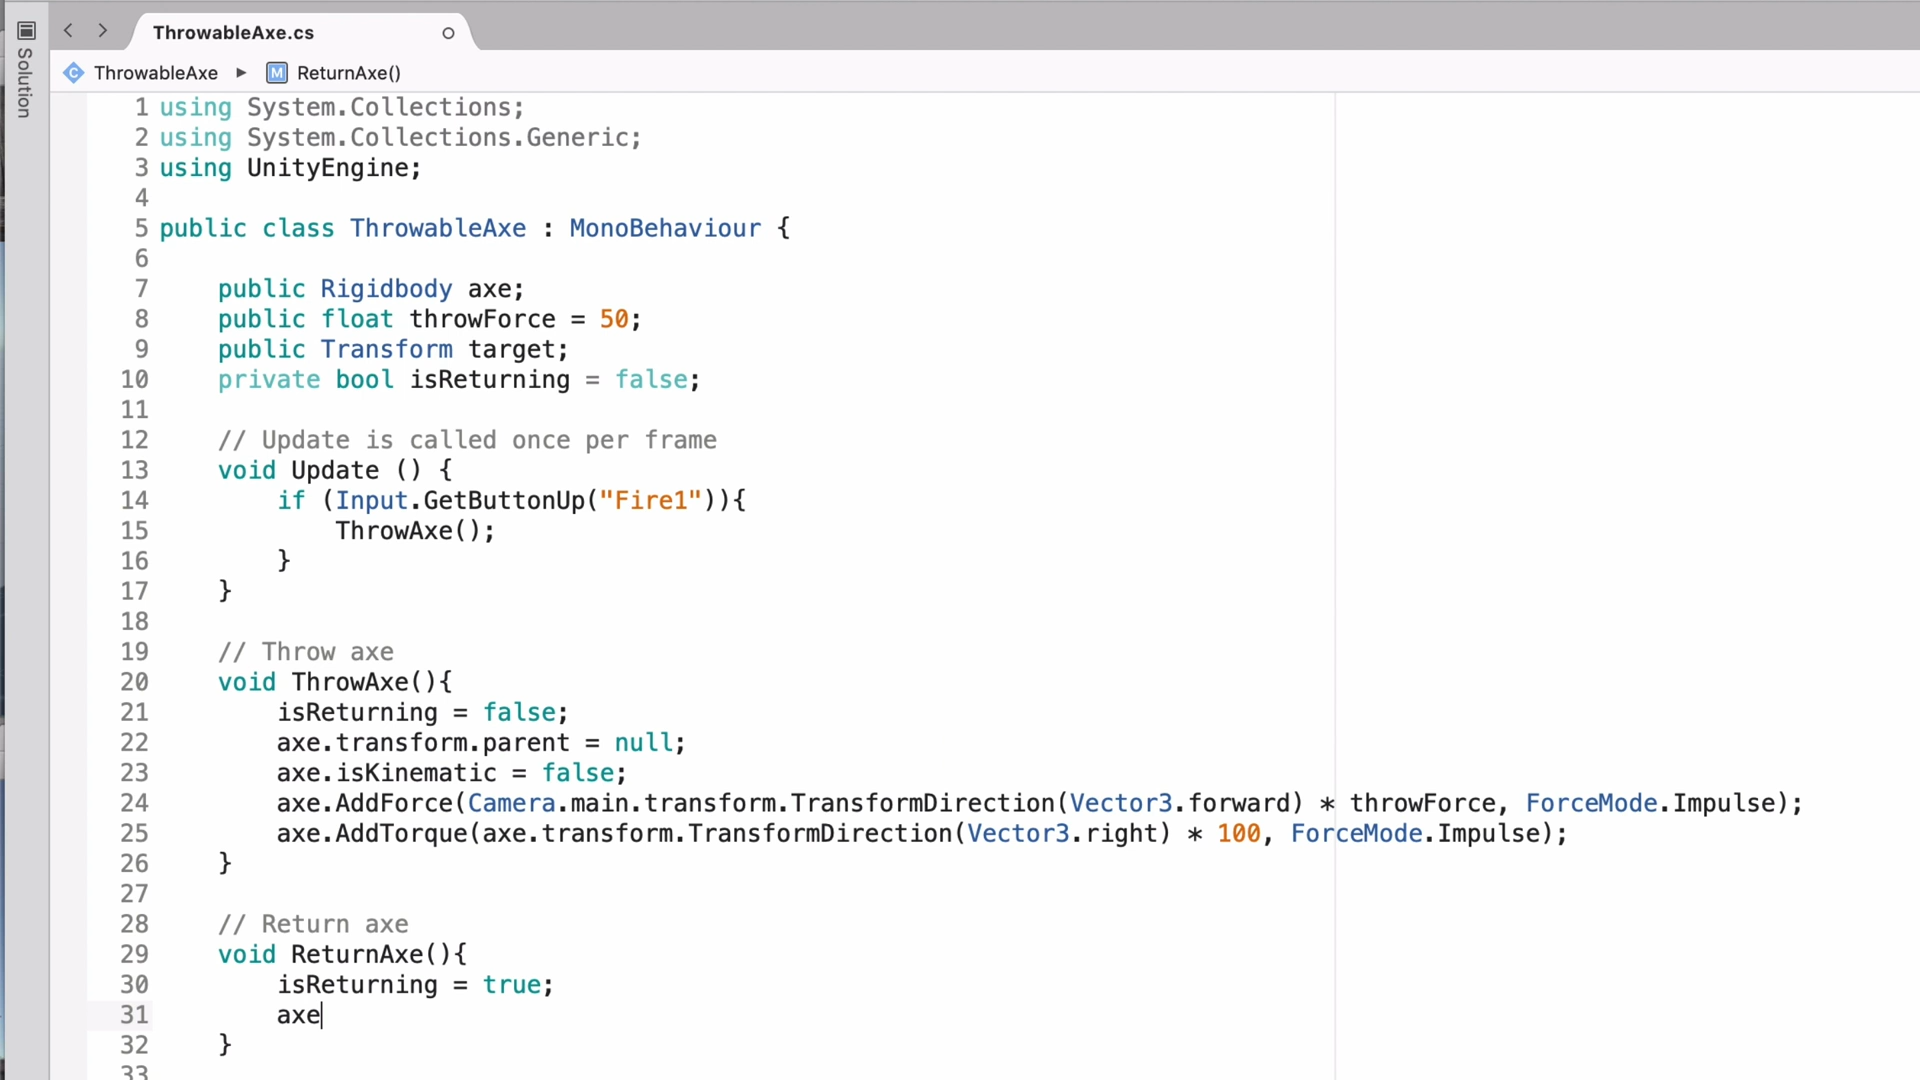 ThrowableAxe.cs
Solution
ThrowableAxe ▸ M ReturnAxe()
1 using System.Collections;
2 using System.Collections.Generic;
3 using UnityEngine;
4
5 public class ThrowableAxe : MonoBehaviour {
6
7     public Rigidbody axe;
8     public float throwForce = 50;
9     public Transform target;
10     private bool isReturning = false;
11
12     // Update is called once per frame
13     void Update () {
14         if (Input.GetButtonUp("Fire1")){
15             ThrowAxe();
16         }
17     }
18
19     // Throw axe
20     void ThrowAxe(){
21         isReturning = false;
22         axe.transform.parent = null;
23         axe.isKinematic = false;
24         axe.AddForce(Camera.main.transform.TransformDirection(Vector3.forward) * throwForce, ForceMode.Impulse);
25         axe.AddTorque(axe.transform.TransformDirection(Vector3.right) * 100, ForceMode.Impulse);
26     }
27
28     // Return axe
29     void ReturnAxe(){
30         isReturning = true;
31         axe
32     }
33